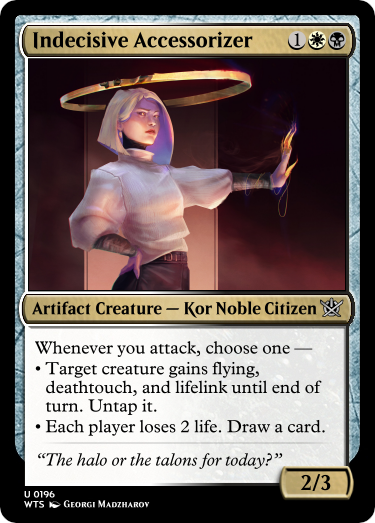 Indecisive Accessorizer 1
Artifact Creature — Kor Noble Citizen
Whenever you attack, choose one —
• Target creature gains flying,
deathtouch, and lifelink until end of
turn. Untap it.
• Each player loses 2 life. Draw a card.
“The halo or the talons for today?”
2/3
U 0196
WTS Georgi Madzharov